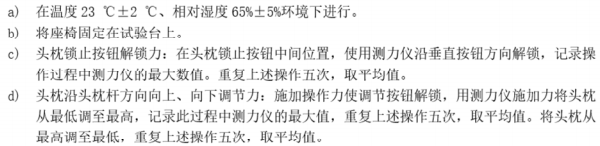 a) 在温度 23 ℃±2 ℃、相对湿度 65%±5%环境下进行。
b) 将座椅固定在试验台上。
c) 头枕锁止按钮解锁力：在头枕锁止按钮中间位置，使用测力仪沿垂直按钮方向解锁，记录操
作过程中测力仪的最大数值。重复上述操作五次，取平均值。
d) 头枕沿头枕杆方向向上、向下调节力：施加操作力使调节按钮解锁，用测力仪施加力将头枕
从最低调至最高，记录此过程中测力仪的最大值，重复上述操作五次，取平均值。将头枕从
最高调至最低，重复上述操作五次，取平均值。